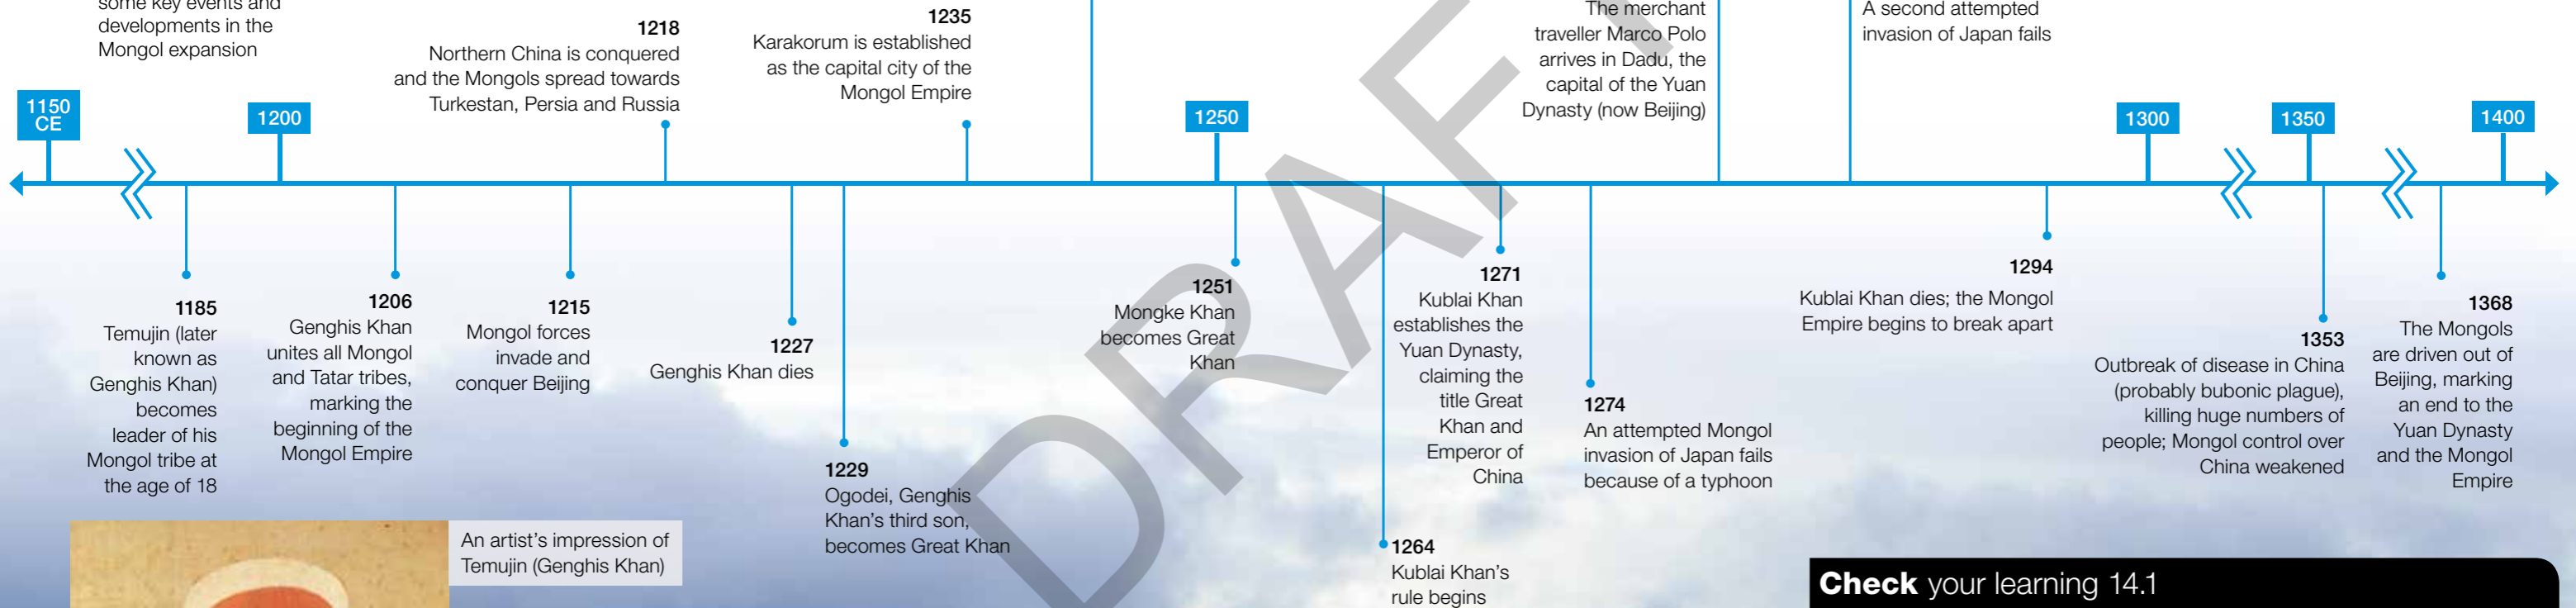 some key events and
developments in the
Mongol expansion
1218
Northern China is conquered
and the Mongols spread towards
Turkestan, Persia and Russia
1235
Karakorum is established
as the capital city of the
Mongol Empire
The merchant
traveller Marco Polo
arrives in Dadu, the
capital of the Yuan
Dynasty (now Beijing)
A second attempted
invasion of Japan fails
1150
CE
1200
1250
1300
1350
1400
1185
Temujin (later
known as
Genghis Khan)
becomes
leader of his
Mongol tribe at
the age of 18
1206
Genghis Khan
unites all Mongol
and Tatar tribes,
marking the
beginning of the
Mongol Empire
1215
Mongol forces
invade and
conquer Beijing
1227
Genghis Khan dies
1229
Ogodei, Genghis
Khan's third son,
becomes Great Khan
1251
Mongke Khan
becomes Great
Khan
1264
Kublai Khan's
rule begins
1271
Kublai Khan
establishes the
Yuan Dynasty,
claiming the
title Great
Khan and
Emperor of
China
1274
An attempted Mongol
invasion of Japan fails
because of a typhoon
1294
Kublai Khan dies; the Mongol
Empire begins to break apart
1353
Outbreak of disease in China
(probably bubonic plague),
killing huge numbers of
people; Mongol control over
China weakened
1368
The Mongols
are driven out of
Beijing, marking
an end to the
Yuan Dynasty
and the Mongol
Empire
An artist's impression of
Temujin (Genghis Khan)
Check your learning 14.1
DRAFT